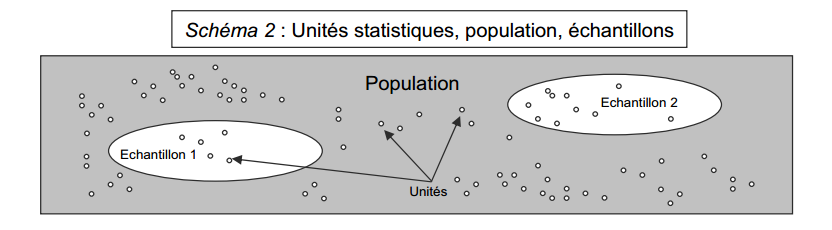 Schéma 2 : Unités statistiques, population, échantillons
Population
Echantillon 2
Echantillon 1
Unités